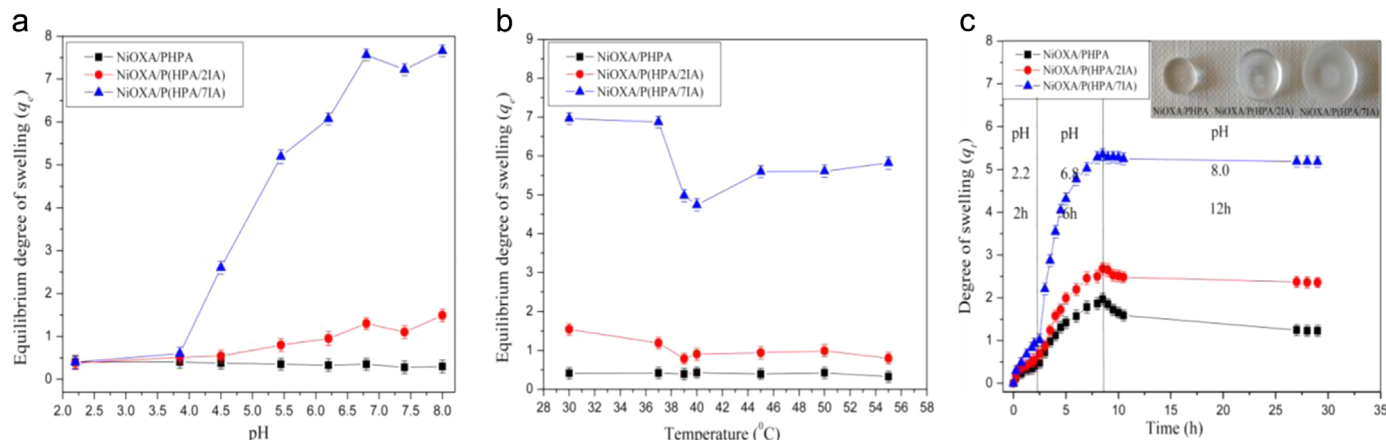 a
8
7
6
5
4
3
2
1
0
Equilibrium degree of swelling (qe)
NiOXA/PHPA
NiOXA/P(HPA/2IA)
NiOXA/P(HPA/7IA)
2.0 2.5 3.0 3.5 4.0 4.5 5.0 5.5 6.0 6.5 7.0 7.5 8.0
pH
b
9
8
7
6
5
4
3
2
1
0
Equilibrium degree of swelling (qe)
NiOXA/PHPA
NiOXA/P(HPA/2IA)
NiOXA/P(HPA/7IA)
28 30 32 34 36 38 40 42 44 46 48 50 52 54 56 58
Temperature (⁰C)
c
8
7
6
5
4
3
2
1
0
Degree of swelling (qt)
NiOXA/PHPA
NiOXA/P(HPA/2IA)
NiOXA/P(HPA/7IA)
NiOXA/PHPA NiOXA/P(HPA/2IA) NiOXA/P(HPA/7IA)
pH pH pH
2.2 6.8 8.0
2h 6h 12h
0 5 10 15 20 25 30 35
Time (h)